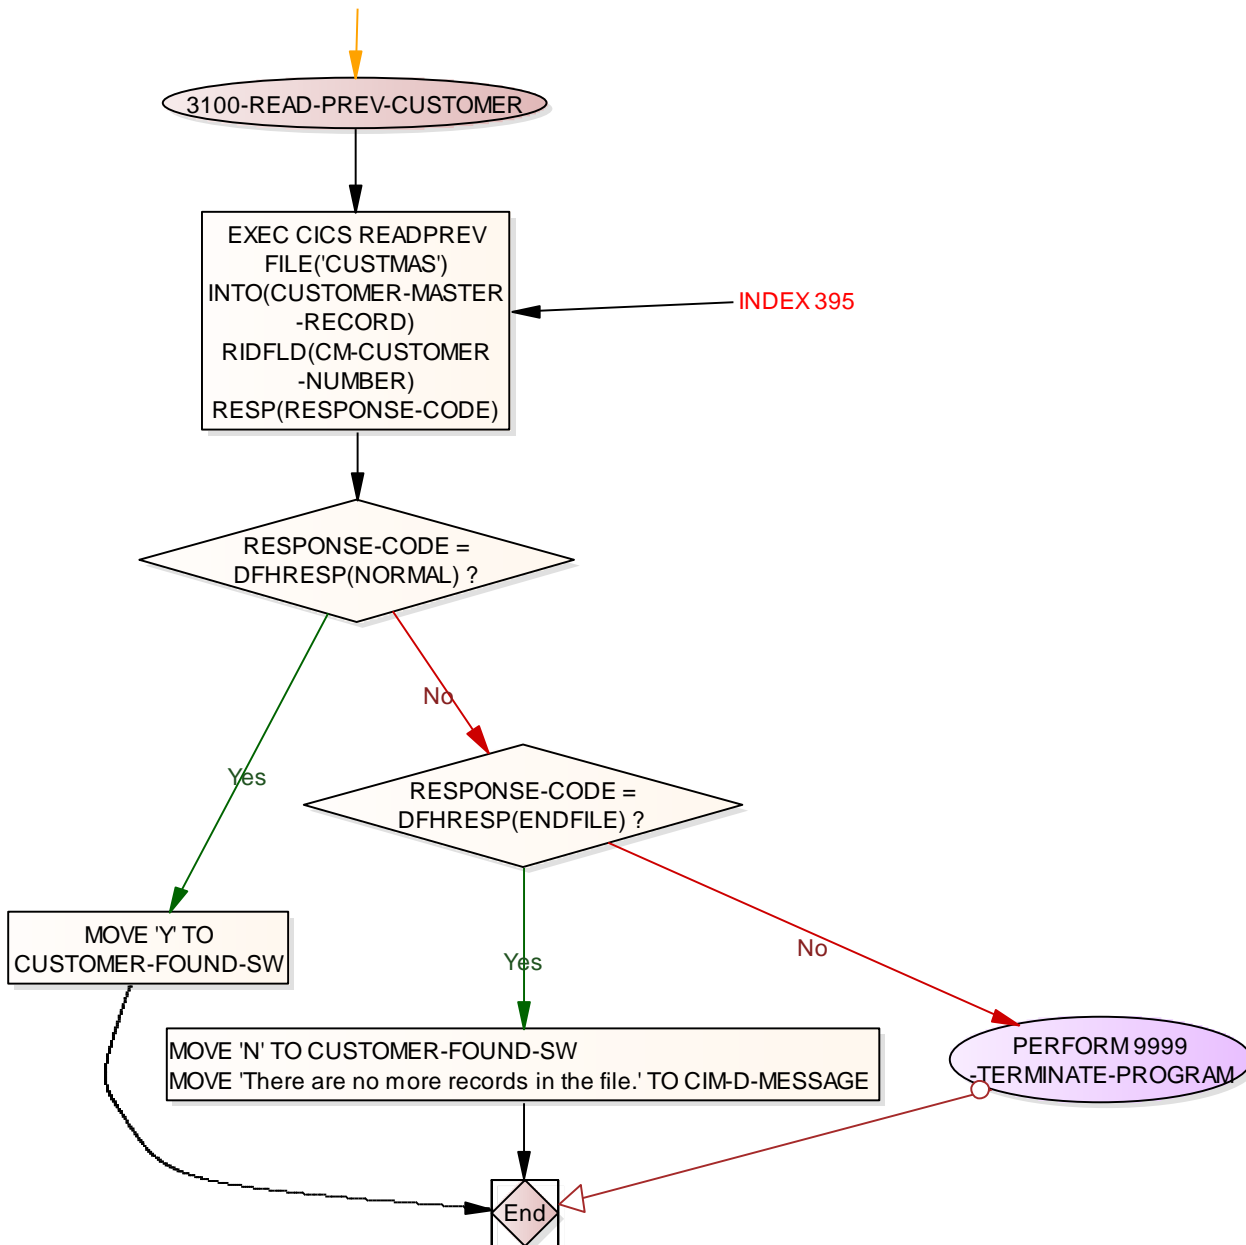 3100-READ-PREV-CUSTOMER
EXEC CICS READPREV
FILE('CUSTMAS')
INTO(CUSTOMER-MASTER
-RECORD)
RIDFLD(CM-CUSTOMER
-NUMBER)
RESP(RESPONSE-CODE)
INDEX 395
RESPONSE-CODE =
DFHRESP(NORMAL) ?
No
Yes
RESPONSE-CODE =
DFHRESP(ENDFILE) ?
MOVE 'Y' TO
CUSTOMER-FOUND-SW
Yes
No
MOVE 'N' TO CUSTOMER-FOUND-SW
MOVE 'There are no more records in the file.' TO CIM-D-MESSAGE
PERFORM 9999
-TERMINATE-PROGRAM
End